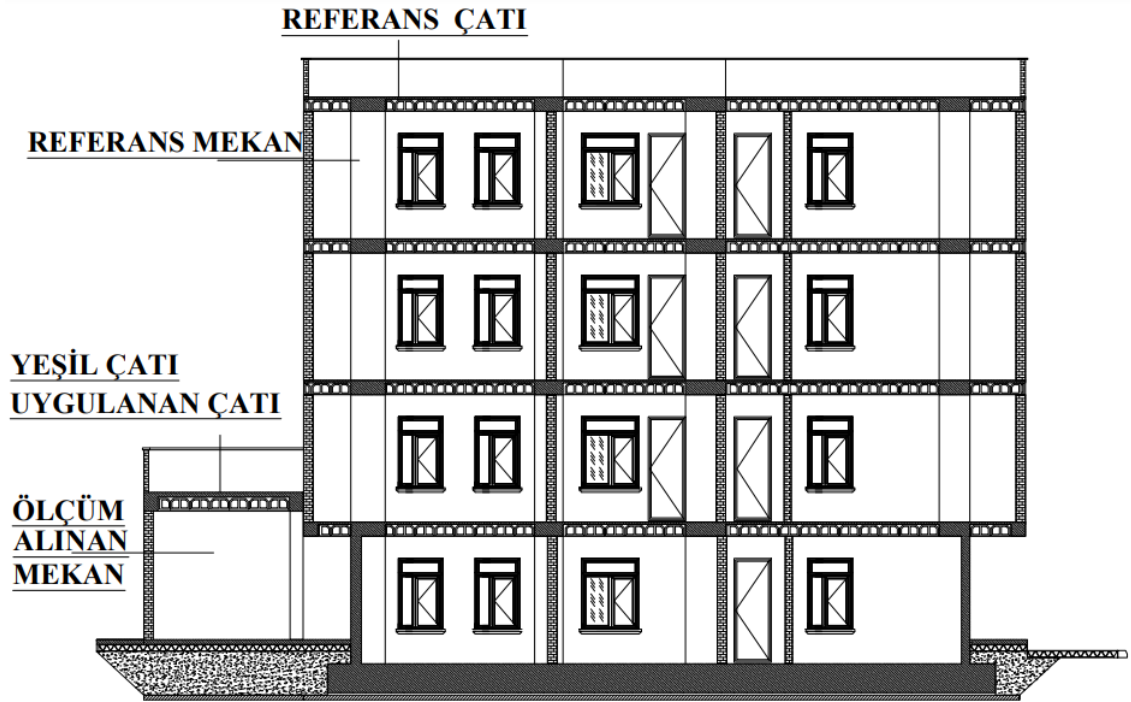 REFERANS ÇATI
REFERANS MEKAN
YEŞİL ÇATI
UYGULANAN ÇATI
ÖLÇÜM
ALINAN
MEKAN